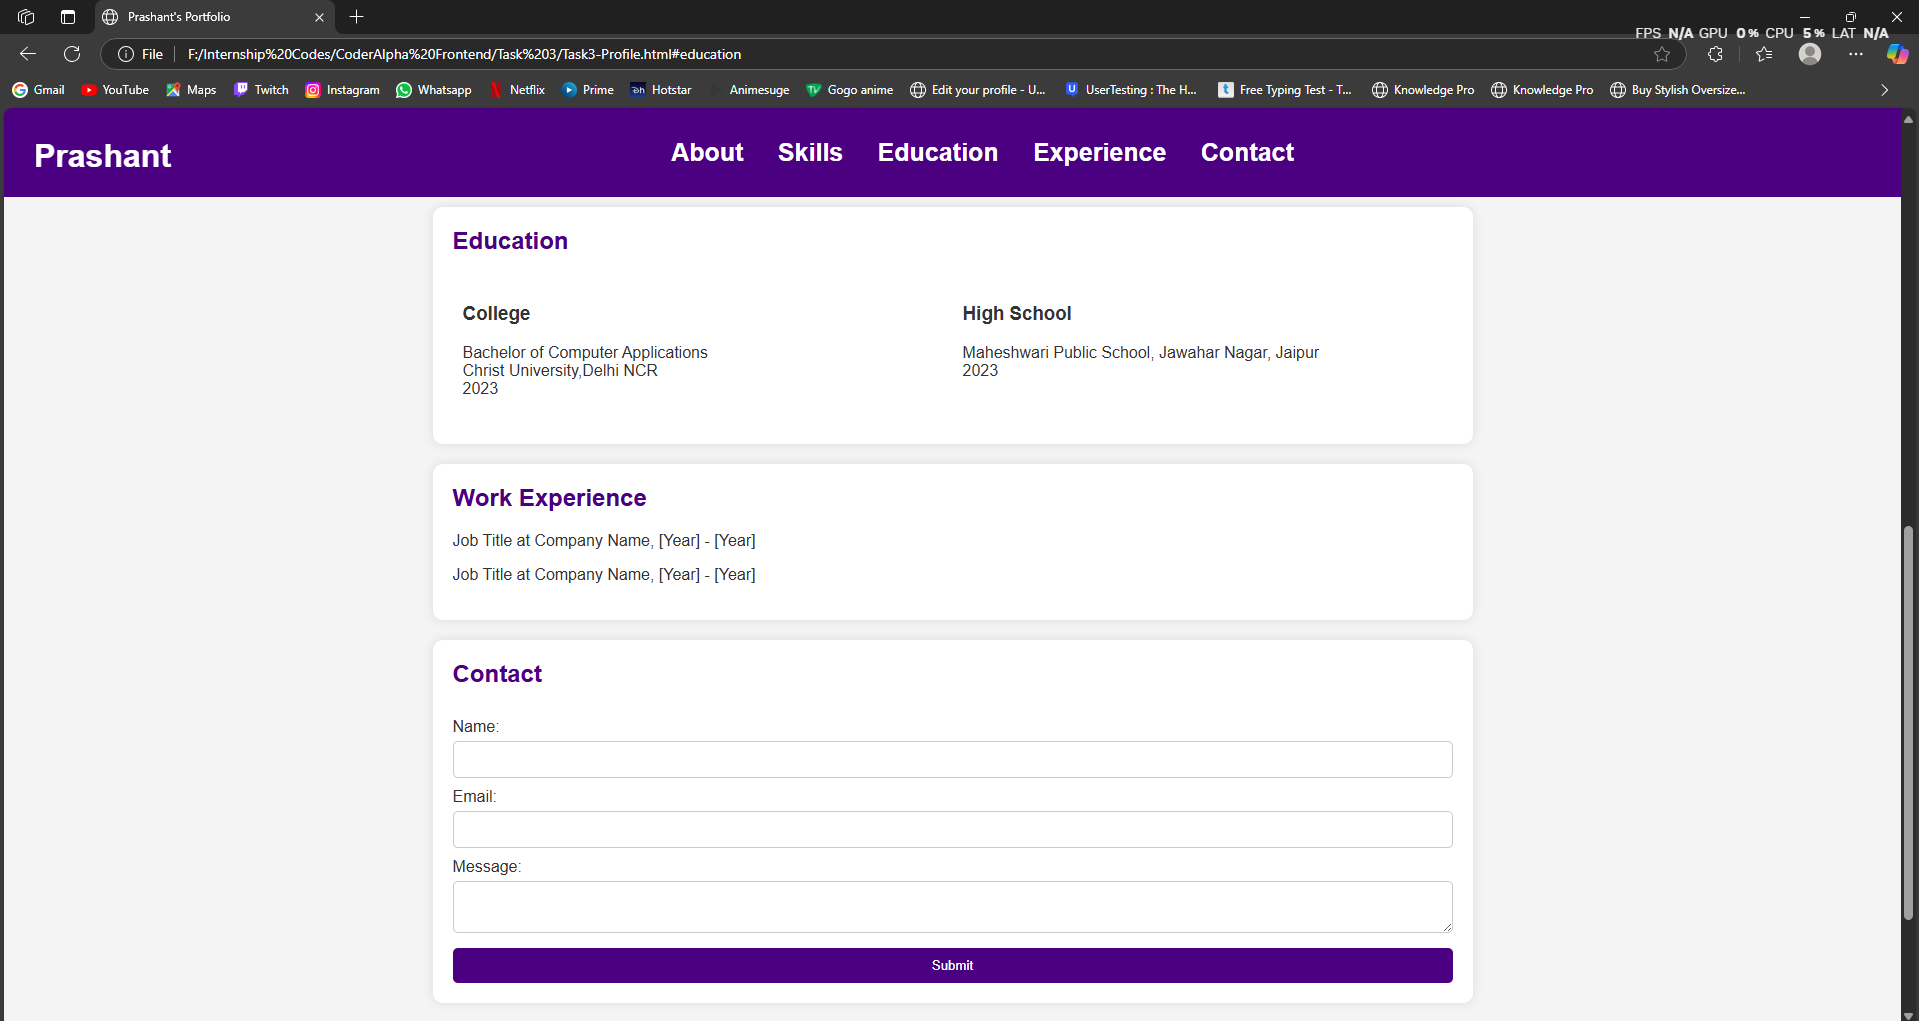 Prashant's Portfolio
FPS N/A GPU 0% CPU 5% LAT N/A
File F:/Internship%20Codes/CoderAlpha%20Frontend/Task%203/Task3-Profile.html#education
Gmail YouTube Maps Twitch Instagram Whatsapp Netflix Prime Hotstar Animesuge Gogo anime Edit your profile - U... UserTesting : The H... Free Typing Test - T... Knowledge Pro Knowledge Pro Buy Stylish Oversize...
Prashant About Skills Education Experience Contact
Education
College
Bachelor of Computer Applications
Christ University,Delhi NCR
2023
High School
Maheshwari Public School, Jawahar Nagar, Jaipur
2023
Work Experience
Job Title at Company Name, [Year] - [Year]
Job Title at Company Name, [Year] - [Year]
Contact
Name:
Email:
Message:
Submit